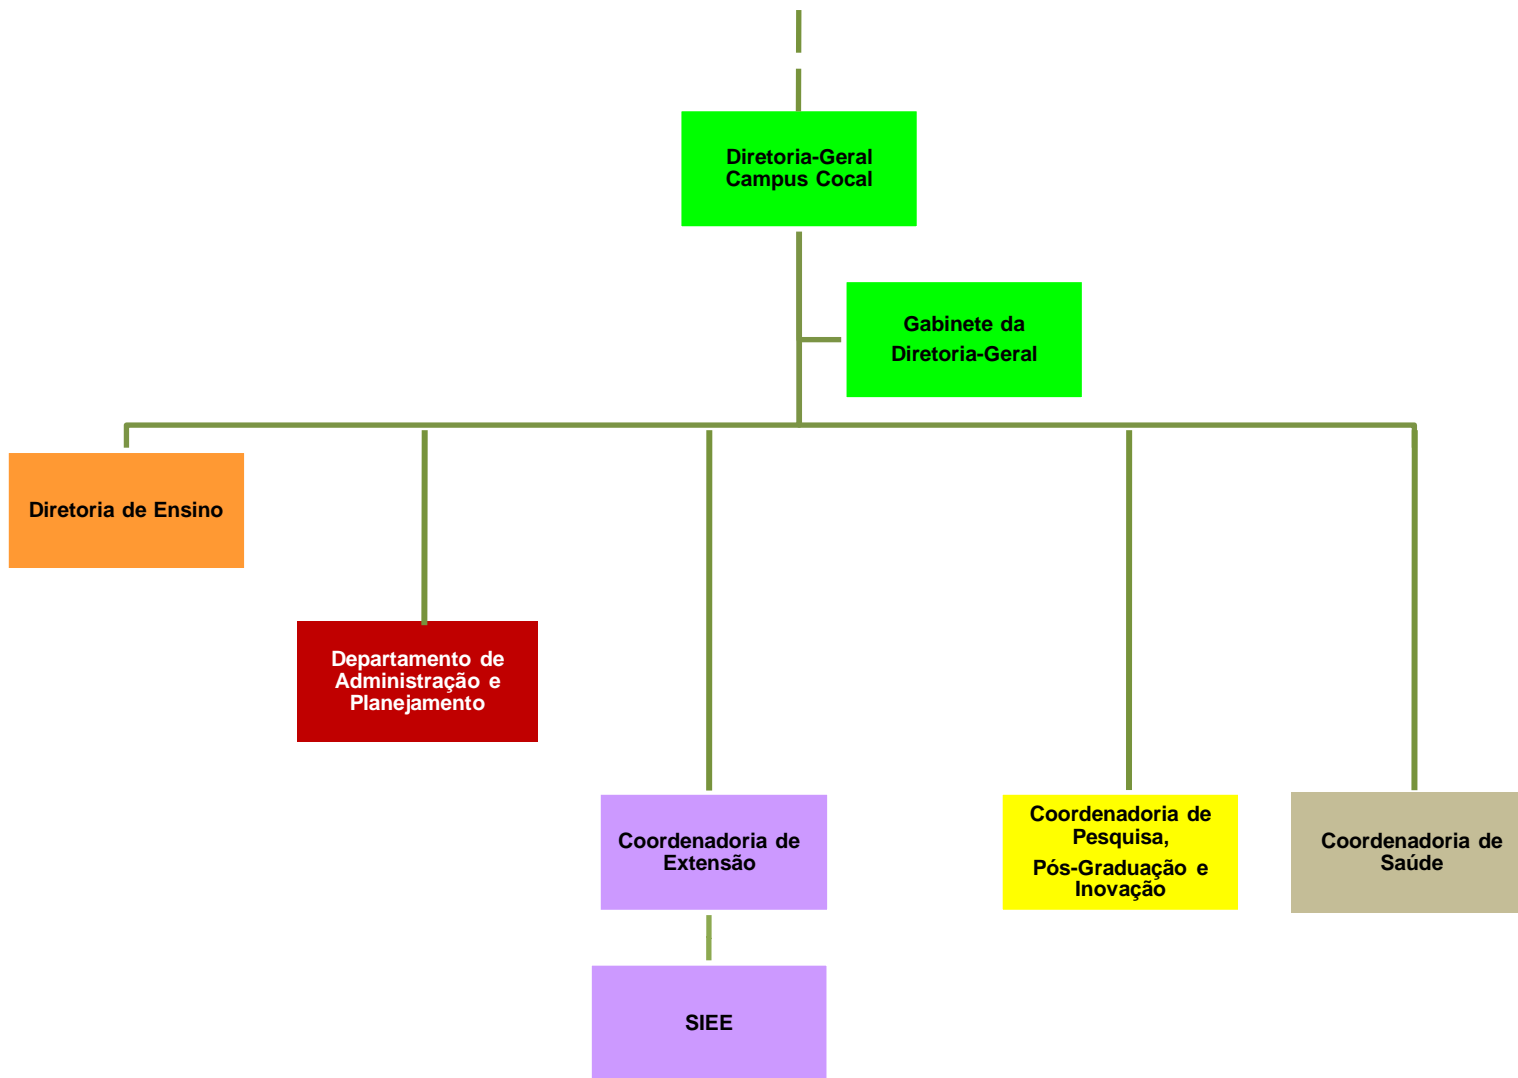 Diretoria-Geral
Campus Cocal
Gabinete da
Diretoria-Geral
Diretoria de Ensino
Departamento de
Administração e
Planejamento
Coordenadoria de
Extensão
Coordenadoria de
Pesquisa,
Pós-Graduação e
Inovação
Coordenadoria de
Saúde
SIEE